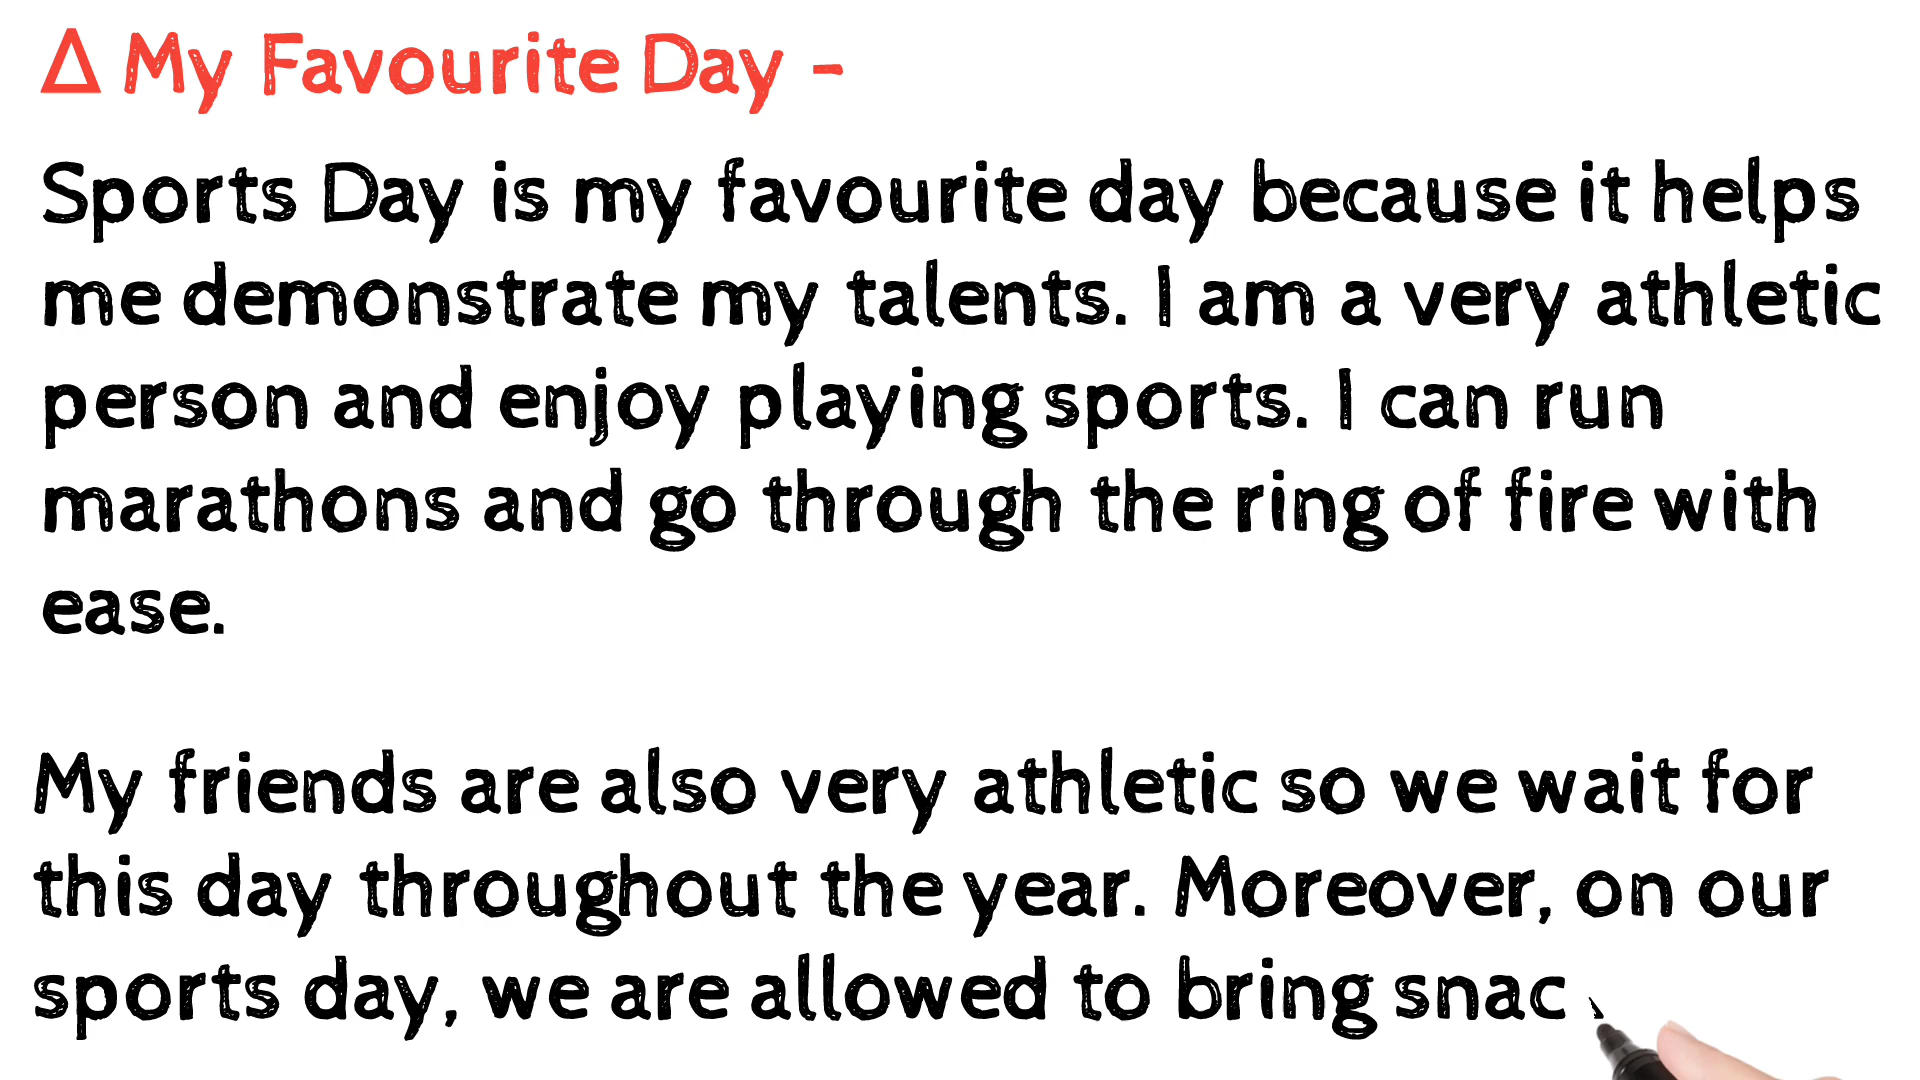 Δ My Favourite Day -
Sports Day is my favourite day because it helps
me demonstrate my talents. I am a very athletic
person and enjoy playing sports. I can run
marathons and go through the ring of fire with
ease.
My friends are also very athletic so we wait for
this day throughout the year. Moreover, on our
sports day, we are allowed to bring snac